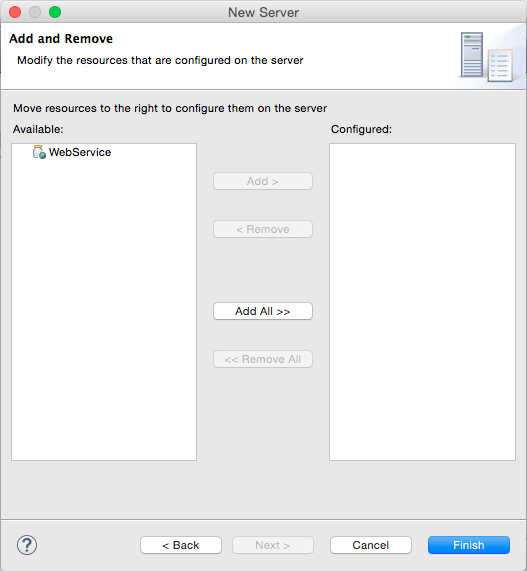 New Server
Add and Remove
Modify the resources that are configured on the server
Move resources to the right to configure them on the server
Available:
Configured:
WebService
Add >
< Remove
Add All >>
<< Remove All
?
< Back
Next >
Cancel
Finish